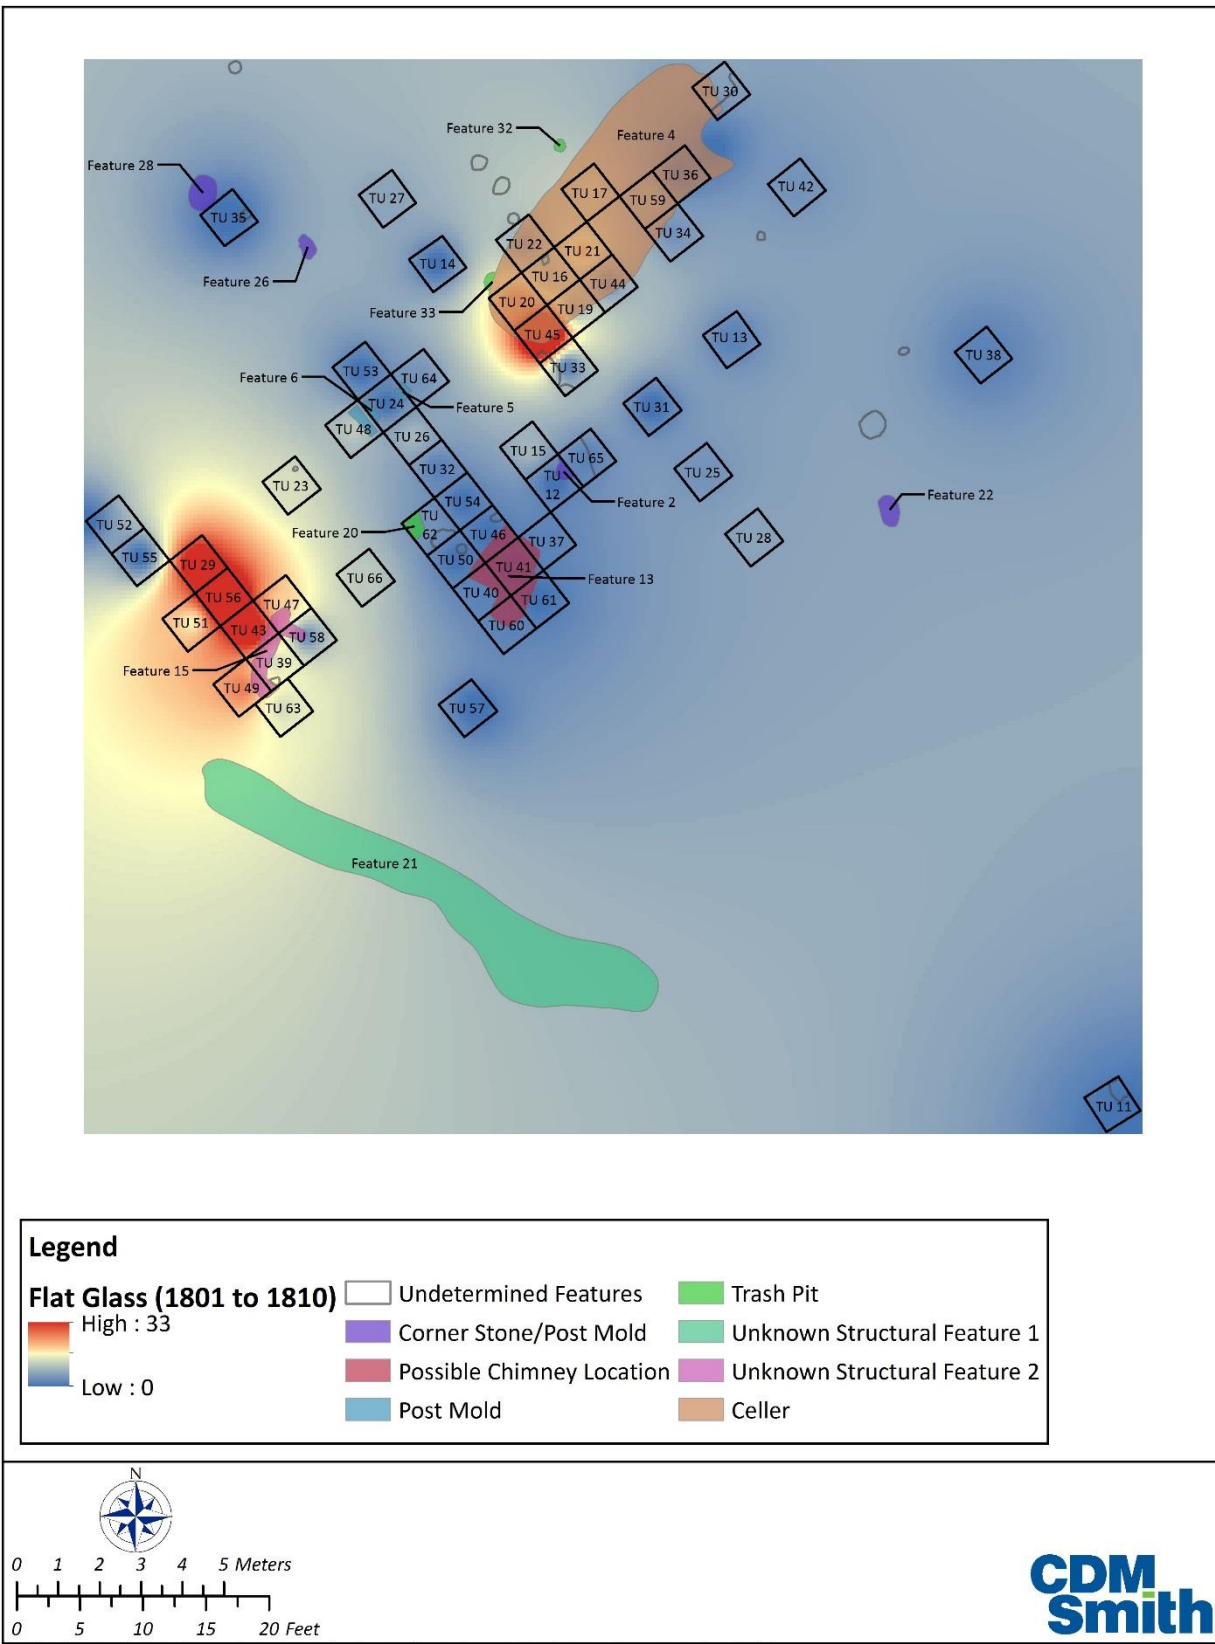 TU 30
Feature 32
Feature 4
Feature 28
TU 36
TU 17
TU 42
TU 27
TU 59
TU 35
TU 34
TU 22
TU 21
TU 14
Feature 26
TU 16
TU 44
TU 20
TU 19
Feature 33
TU 45
TU 13
TU 38
TU 33
TU 53
Feature 6
TU 64
TU 24
Feature 5
TU 31
TU 48
TU 26
TU 15
TU 65
TU 32
TU 25
TU 12
TU 23
Feature 2
Feature 22
TU 54
TU 62
TU 52
Feature 20
TU 46
TU 28
TU 37
TU 55
TU 50
TU 29
TU 41
TU 66
Feature 13
TU 40
TU 56
TU 61
TU 47
TU 51
TU 60
TU 43
TU 58
TU 39
Feature 15
TU 49
TU 63
TU 57
Feature 21
TU 11
Legend
Flat Glass (1801 to 1810)
High : 33
Low : 0
Undetermined Features
Corner Stone/Post Mold
Possible Chimney Location
Post Mold
Trash Pit
Unknown Structural Feature 1
Unknown Structural Feature 2
Celler
N
0 1 2 3 4 5 Meters
0 5 10 15 20 Feet
CDM
Smith